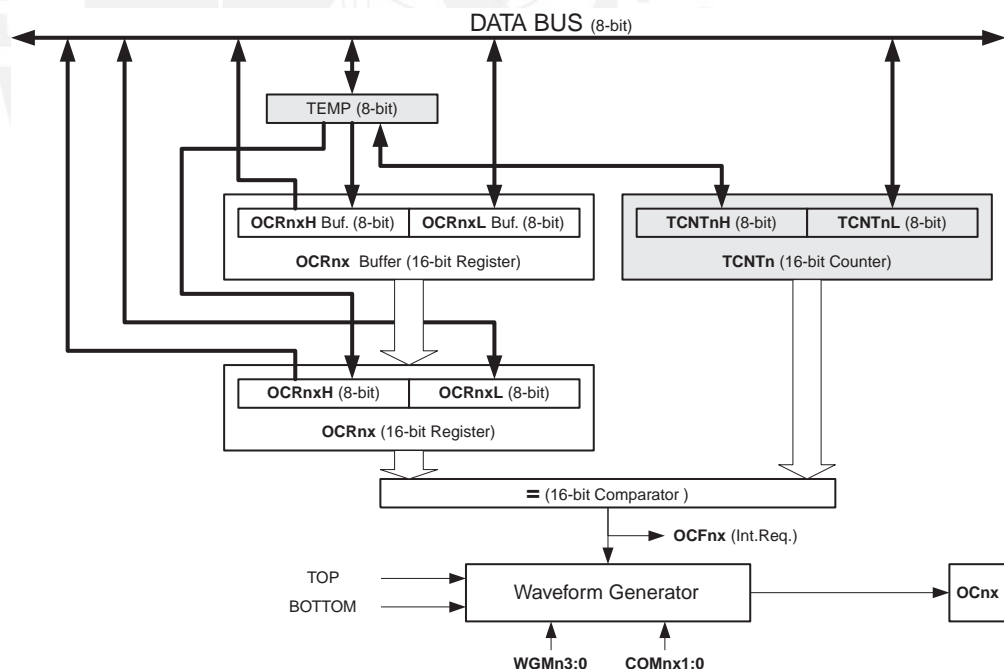 DATA BUS (8-bit)
TEMP (8-bit)
OCRnxH Buf. (8-bit) OCRnxL Buf. (8-bit)
OCRnx Buffer (16-bit Register)
TCNTnH (8-bit) TCNTnL (8-bit)
TCNTn (16-bit Counter)
OCRnxH (8-bit) OCRnxL (8-bit)
OCRnx (16-bit Register)
= (16-bit Comparator )
OCFnx (Int.Req.)
TOP
BOTTOM
Waveform Generator
OCnx
WGMn3:0 COMnx1:0